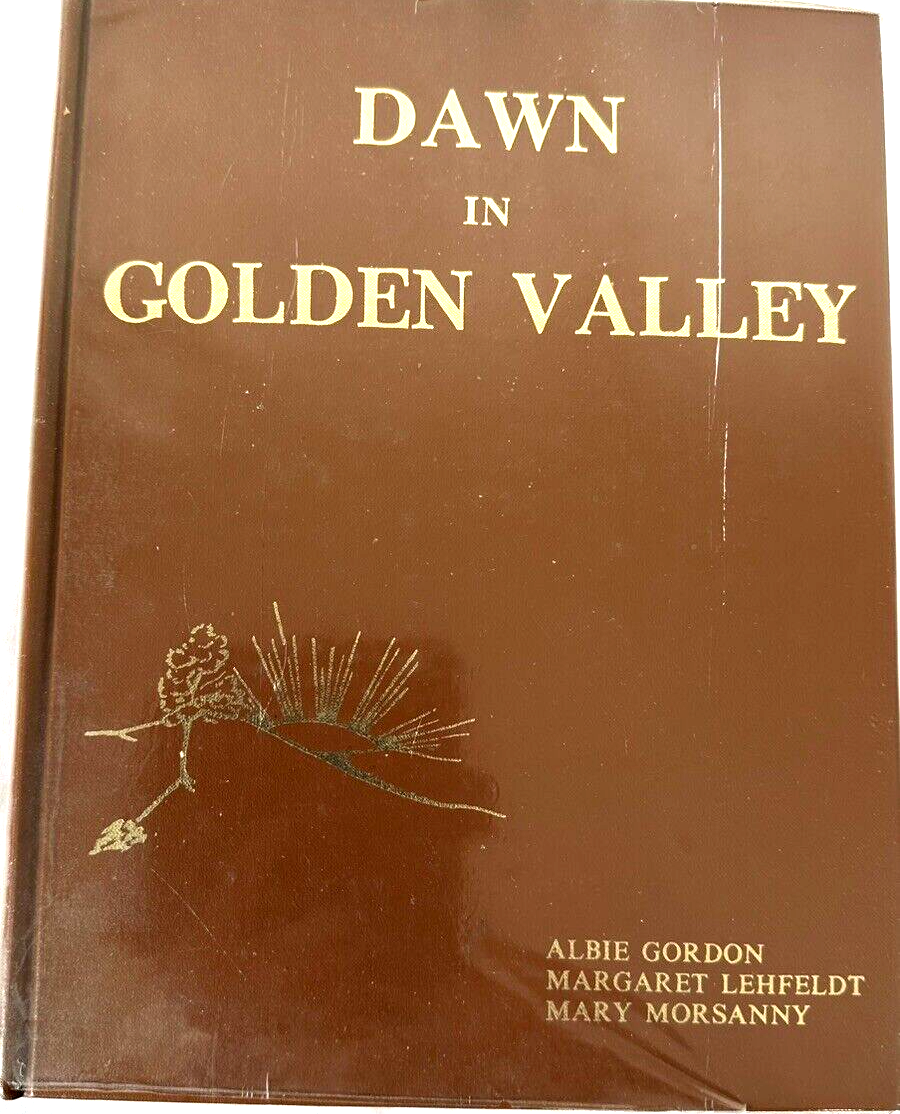 DAWN
IN
GOLDEN VALLEY
ALBIE GORDON
MARGARET LEHFELDT
MARY MORSANNY